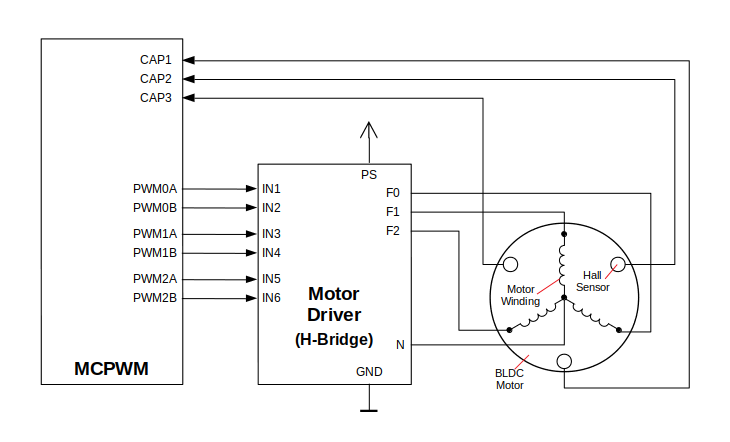 CAP1
CAP2
CAP3
PS
PWM0A
IN1
F0
PWM0B
IN2
F1
PWM1A
IN3
F2
PWM1B
IN4
PWM2A
IN5
PWM2B
IN6
Hall
Sensor
Motor
Winding
Motor
Driver
(H-Bridge)
N
MCPWM
GND
BLDC
Motor